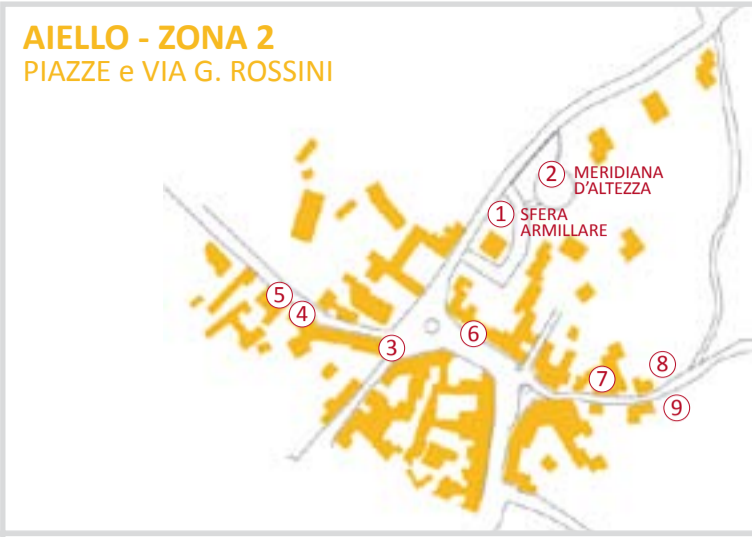 AIELLO - ZONA 2
PIAZZE e VIA G. ROSSINI
2 MERIDIANA
D'ALTEZZA
1 SFERA
ARMILLARE
5
4
3
6
7
8
9